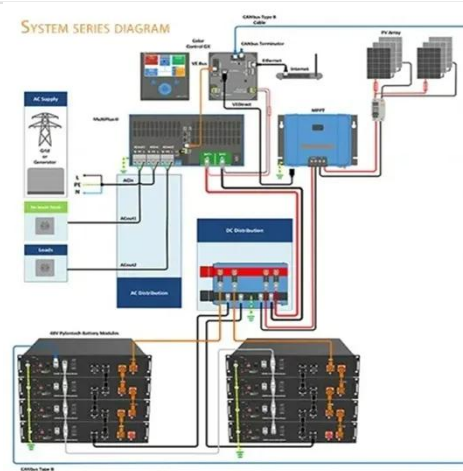 SYSTEM SERIES DIAGRAM
CANbus Type B
Cable
Color
Control GX
CANbus Terminator
VE Bus
Ethernet
Internet
PV Array
AC Supply
Grid
or
Generator
MultiPlus-II
VEDirect
MPPT
L
PE
N
ACin
ACout1
Loads
ACout2
AC Distribution
DC Distribution
48V Pylontech Battery Modules
CANbus Type B